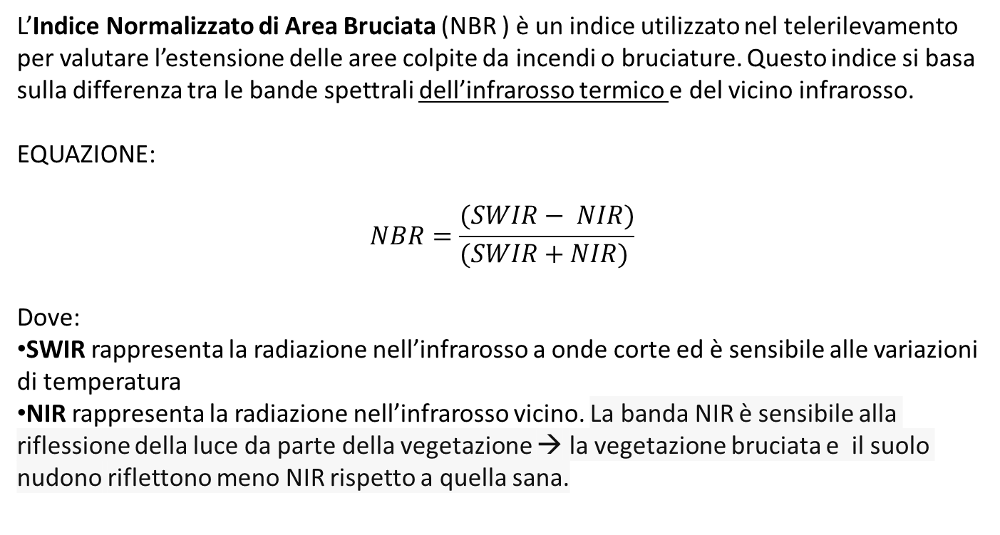 L’Indice Normalizzato di Area Bruciata (NBR ) è un indice utilizzato nel telerilevamento
per valutare l’estensione delle aree colpite da incendi o bruciature. Questo indice si basa
sulla differenza tra le bande spettrali dell’infrarosso termico e del vicino infrarosso.
EQUAZIONE:
NBR = (SWIR − NIR) / (SWIR + NIR)
Dove:
•SWIR rappresenta la radiazione nell’infrarosso a onde corte ed è sensibile alle variazioni
di temperatura
•NIR rappresenta la radiazione nell’infrarosso vicino. La banda NIR è sensibile alla
riflessione della luce da parte della vegetazione → la vegetazione bruciata e il suolo
nudono riflettono meno NIR rispetto a quella sana.